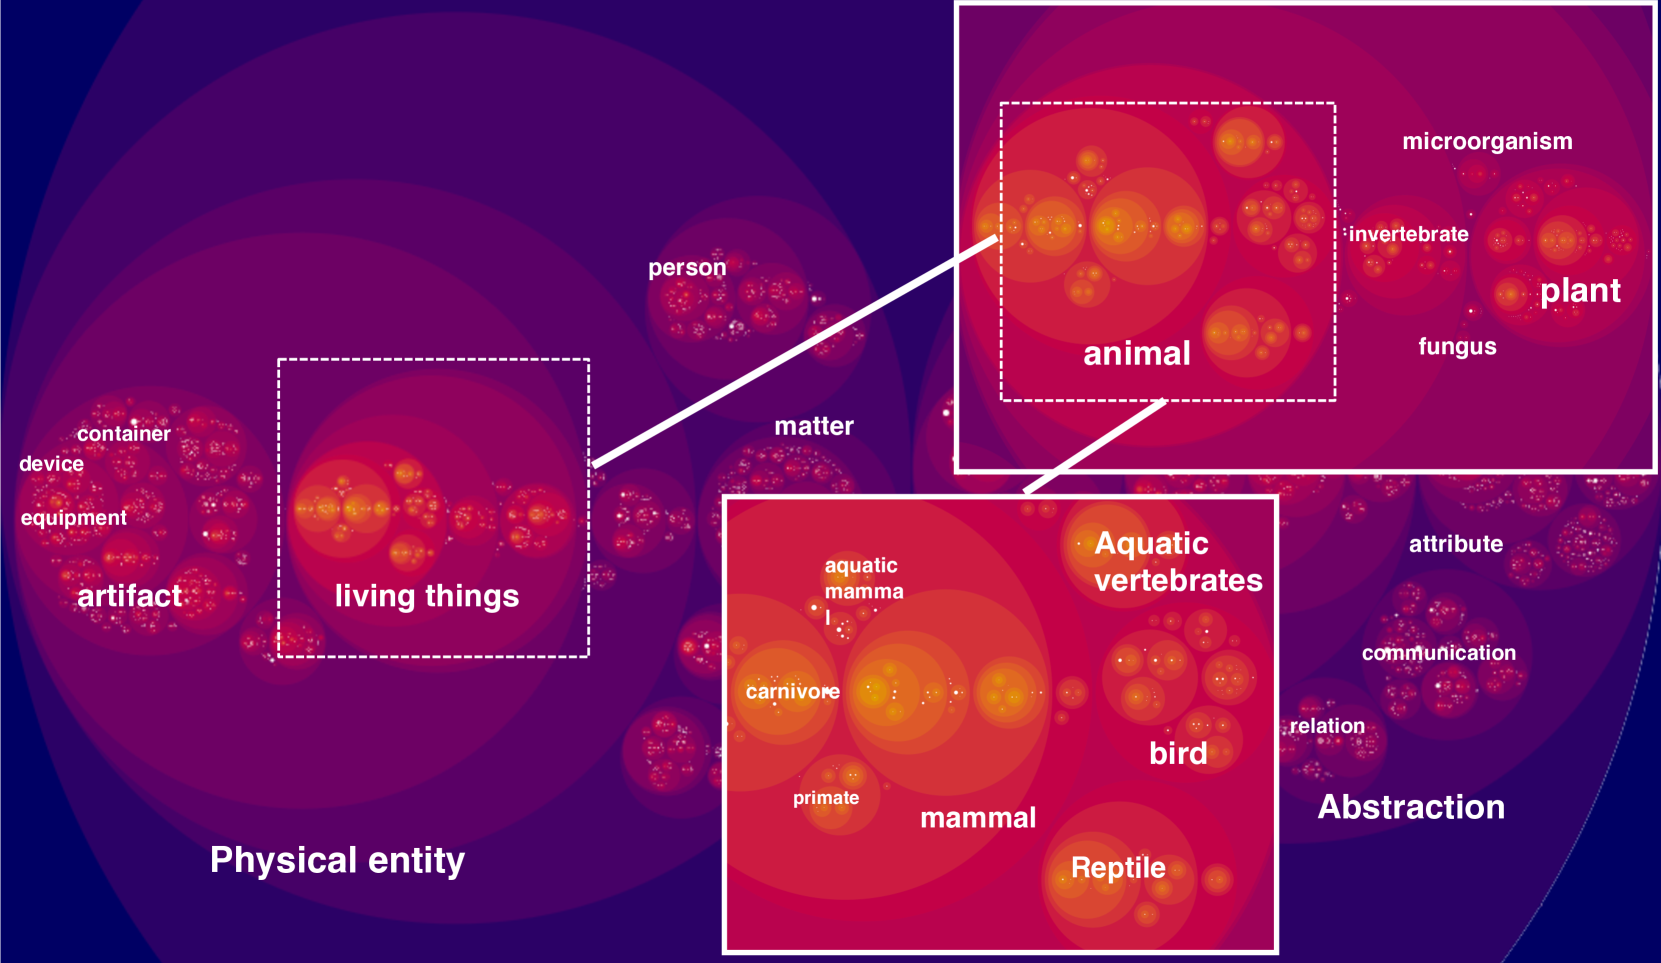 person
matter
container
device
equipment
artifact
living things
Physical entity
microorganism
invertebrate
plant
fungus
animal
Aquatic
vertebrates
aquatic
mamma
l
carnivore
bird
primate
mammal
Reptile
attribute
communication
relation
Abstraction